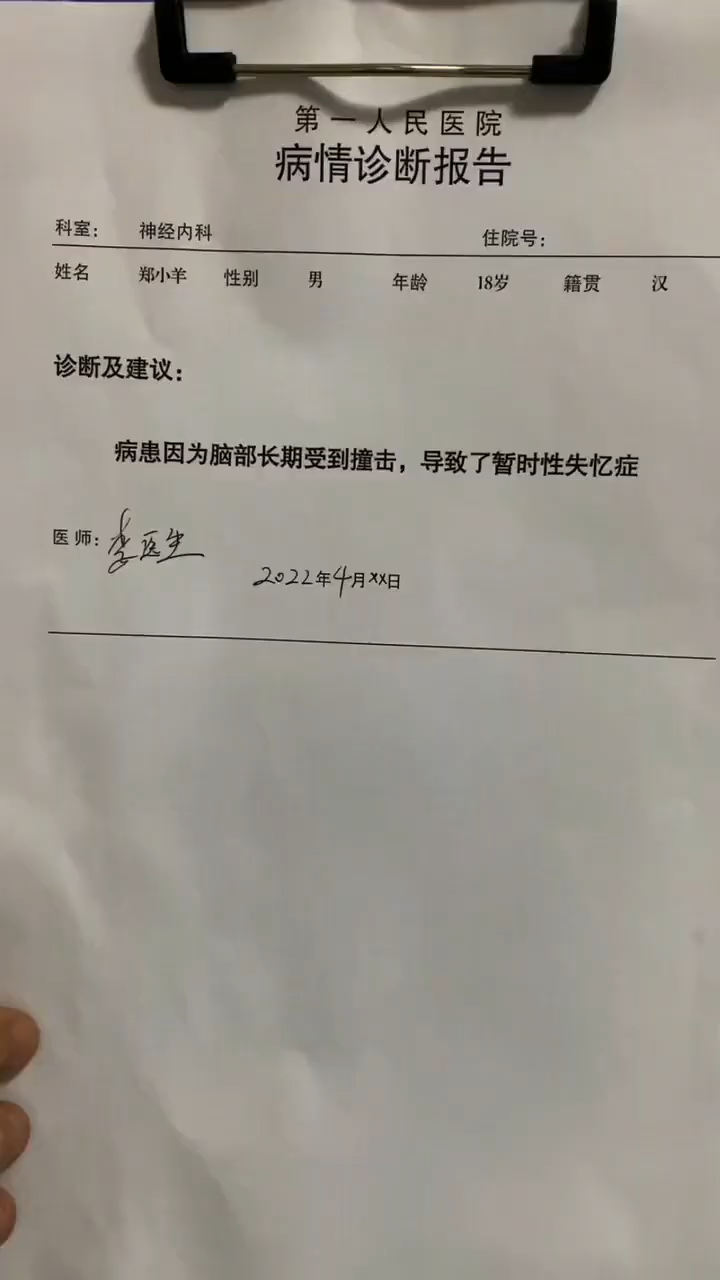 第一人民医院
病情诊断报告
科室： 神经内科 住院号：
姓名 郑小羊 性别 男 年龄 18岁 籍贯 汉
诊断及建议：
病患因为脑部长期受到撞击，导致了暂时性失忆症
医师：李医生
2022年4月xx日